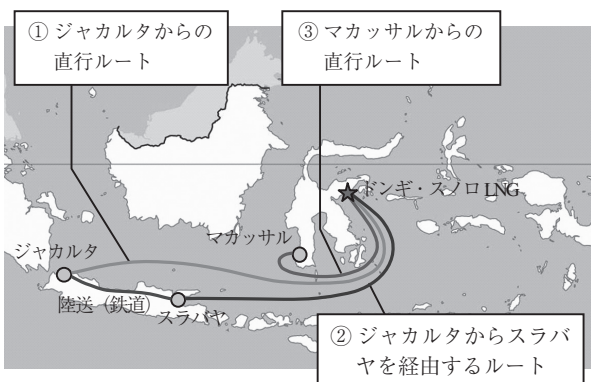 ① ジャカルタからの
直行ルート
③ マカッサルからの
直行ルート
ドンギ・スノロLNG
マカッサル
ジャカルタ
陸送（鉄道）
スラバヤ
② ジャカルタからスラバ
ヤを経由するルート